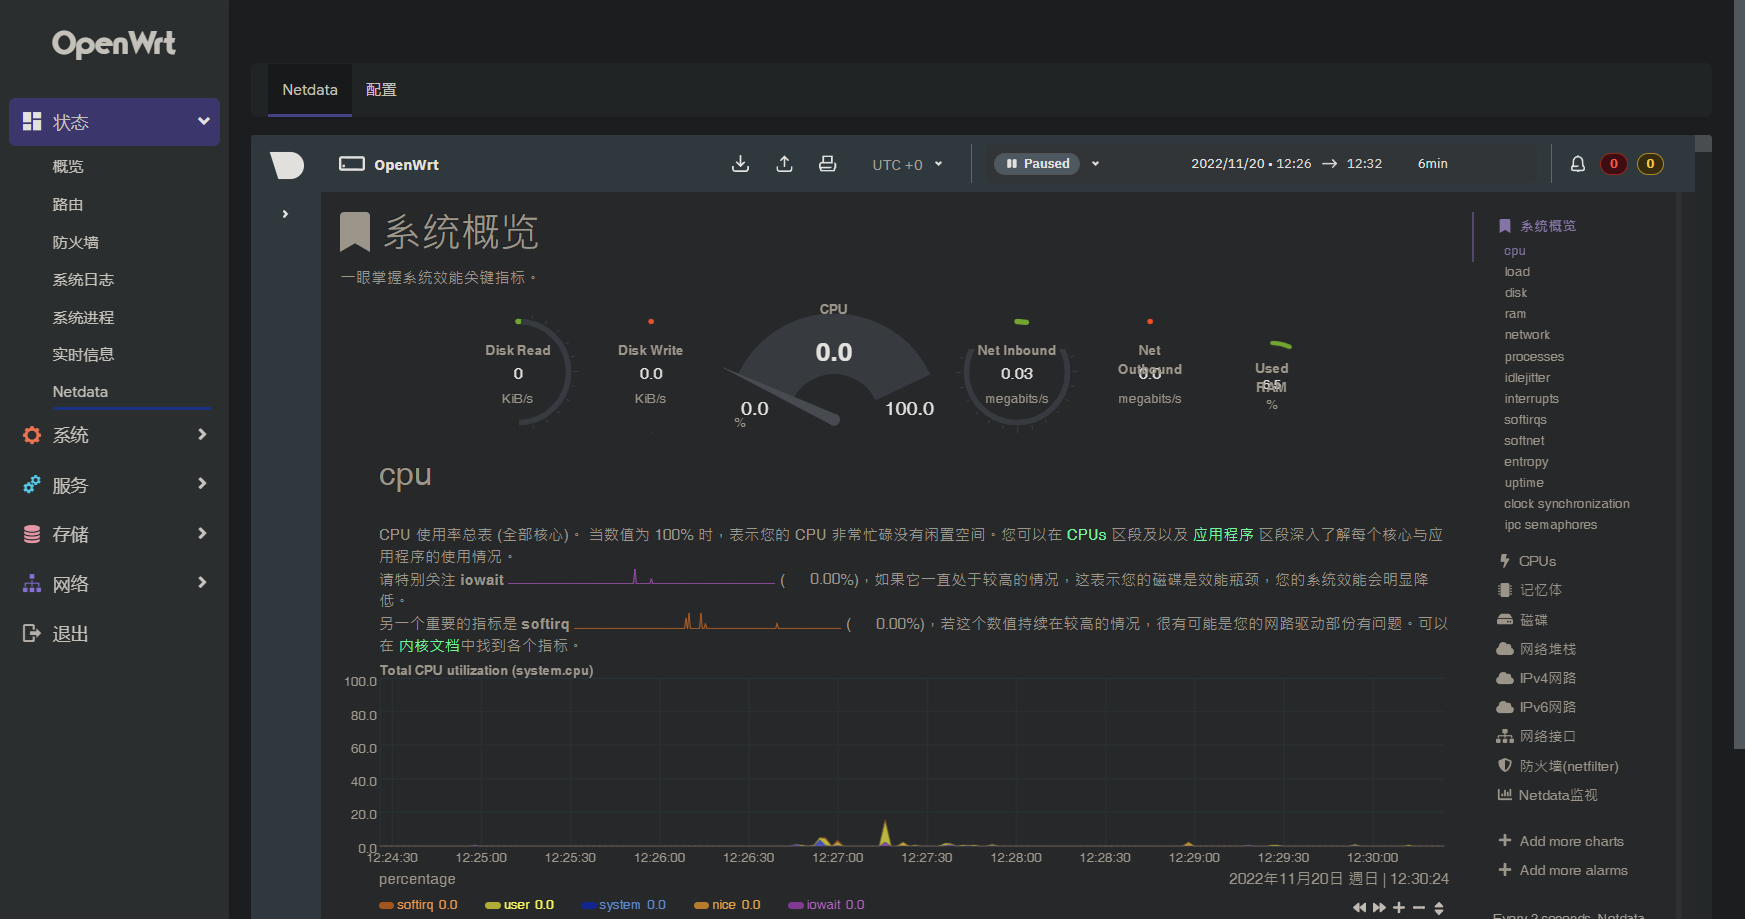 OpenWrt
状态
概览
路由
防火墙
系统日志
系统进程
实时信息
Netdata
系统
服务
存储
网络
退出
Netdata 配置
OpenWrt UTC +0 Paused 2022/11/20 • 12:26 → 12:32 6min 0 0
系统概览
一眼掌握系统效能关键指标。
Disk Read
0
KiB/s
Disk Write
0.0
KiB/s
CPU
0.0
0.0 100.0
%
Net Inbound
0.03
megabits/s
Net
Outbound
0.0
megabits/s
Used
RAM
6.5
%
cpu
CPU 使用率总表 (全部核心)。 当数值为 100% 时，表示您的 CPU 非常忙碌没有闲置空间。您可以在 CPUs 区段及以及 应用程序 区段深入了解每个核心与应
用程序的使用情况。
请特别关注 iowait ( 0.00%)，如果它一直处于较高的情况，这表示您的磁碟是效能瓶颈，您的系统效能会明显降
低。
另一个重要的指标是 softirq ( 0.00%)，若这个数值持续在较高的情况，很有可能是您的网路驱动部份有问题。可以
在 内核文档中找到各个指标。
Total CPU utilization (system.cpu)
100.0
80.0
60.0
40.0
20.0
0.0
12:24:30 12:25:00 12:25:30 12:26:00 12:26:30 12:27:00 12:27:30 12:28:00 12:28:30 12:29:00 12:29:30 12:30:00
percentage 2022年11月20日 週日 | 12:30:24
softirq 0.0 user 0.0 system 0.0 nice 0.0 iowait 0.0
系统概览
cpu
load
disk
ram
network
processes
idlejitter
interrupts
softirqs
softnet
entropy
uptime
clock synchronization
ipc semaphores
CPUs
记忆体
磁碟
网络堆栈
IPv4网路
IPv6网路
网络接口
防火墙(netfilter)
Netdata监视
Add more charts
Add more alarms
Every 2 seconds, Netdata